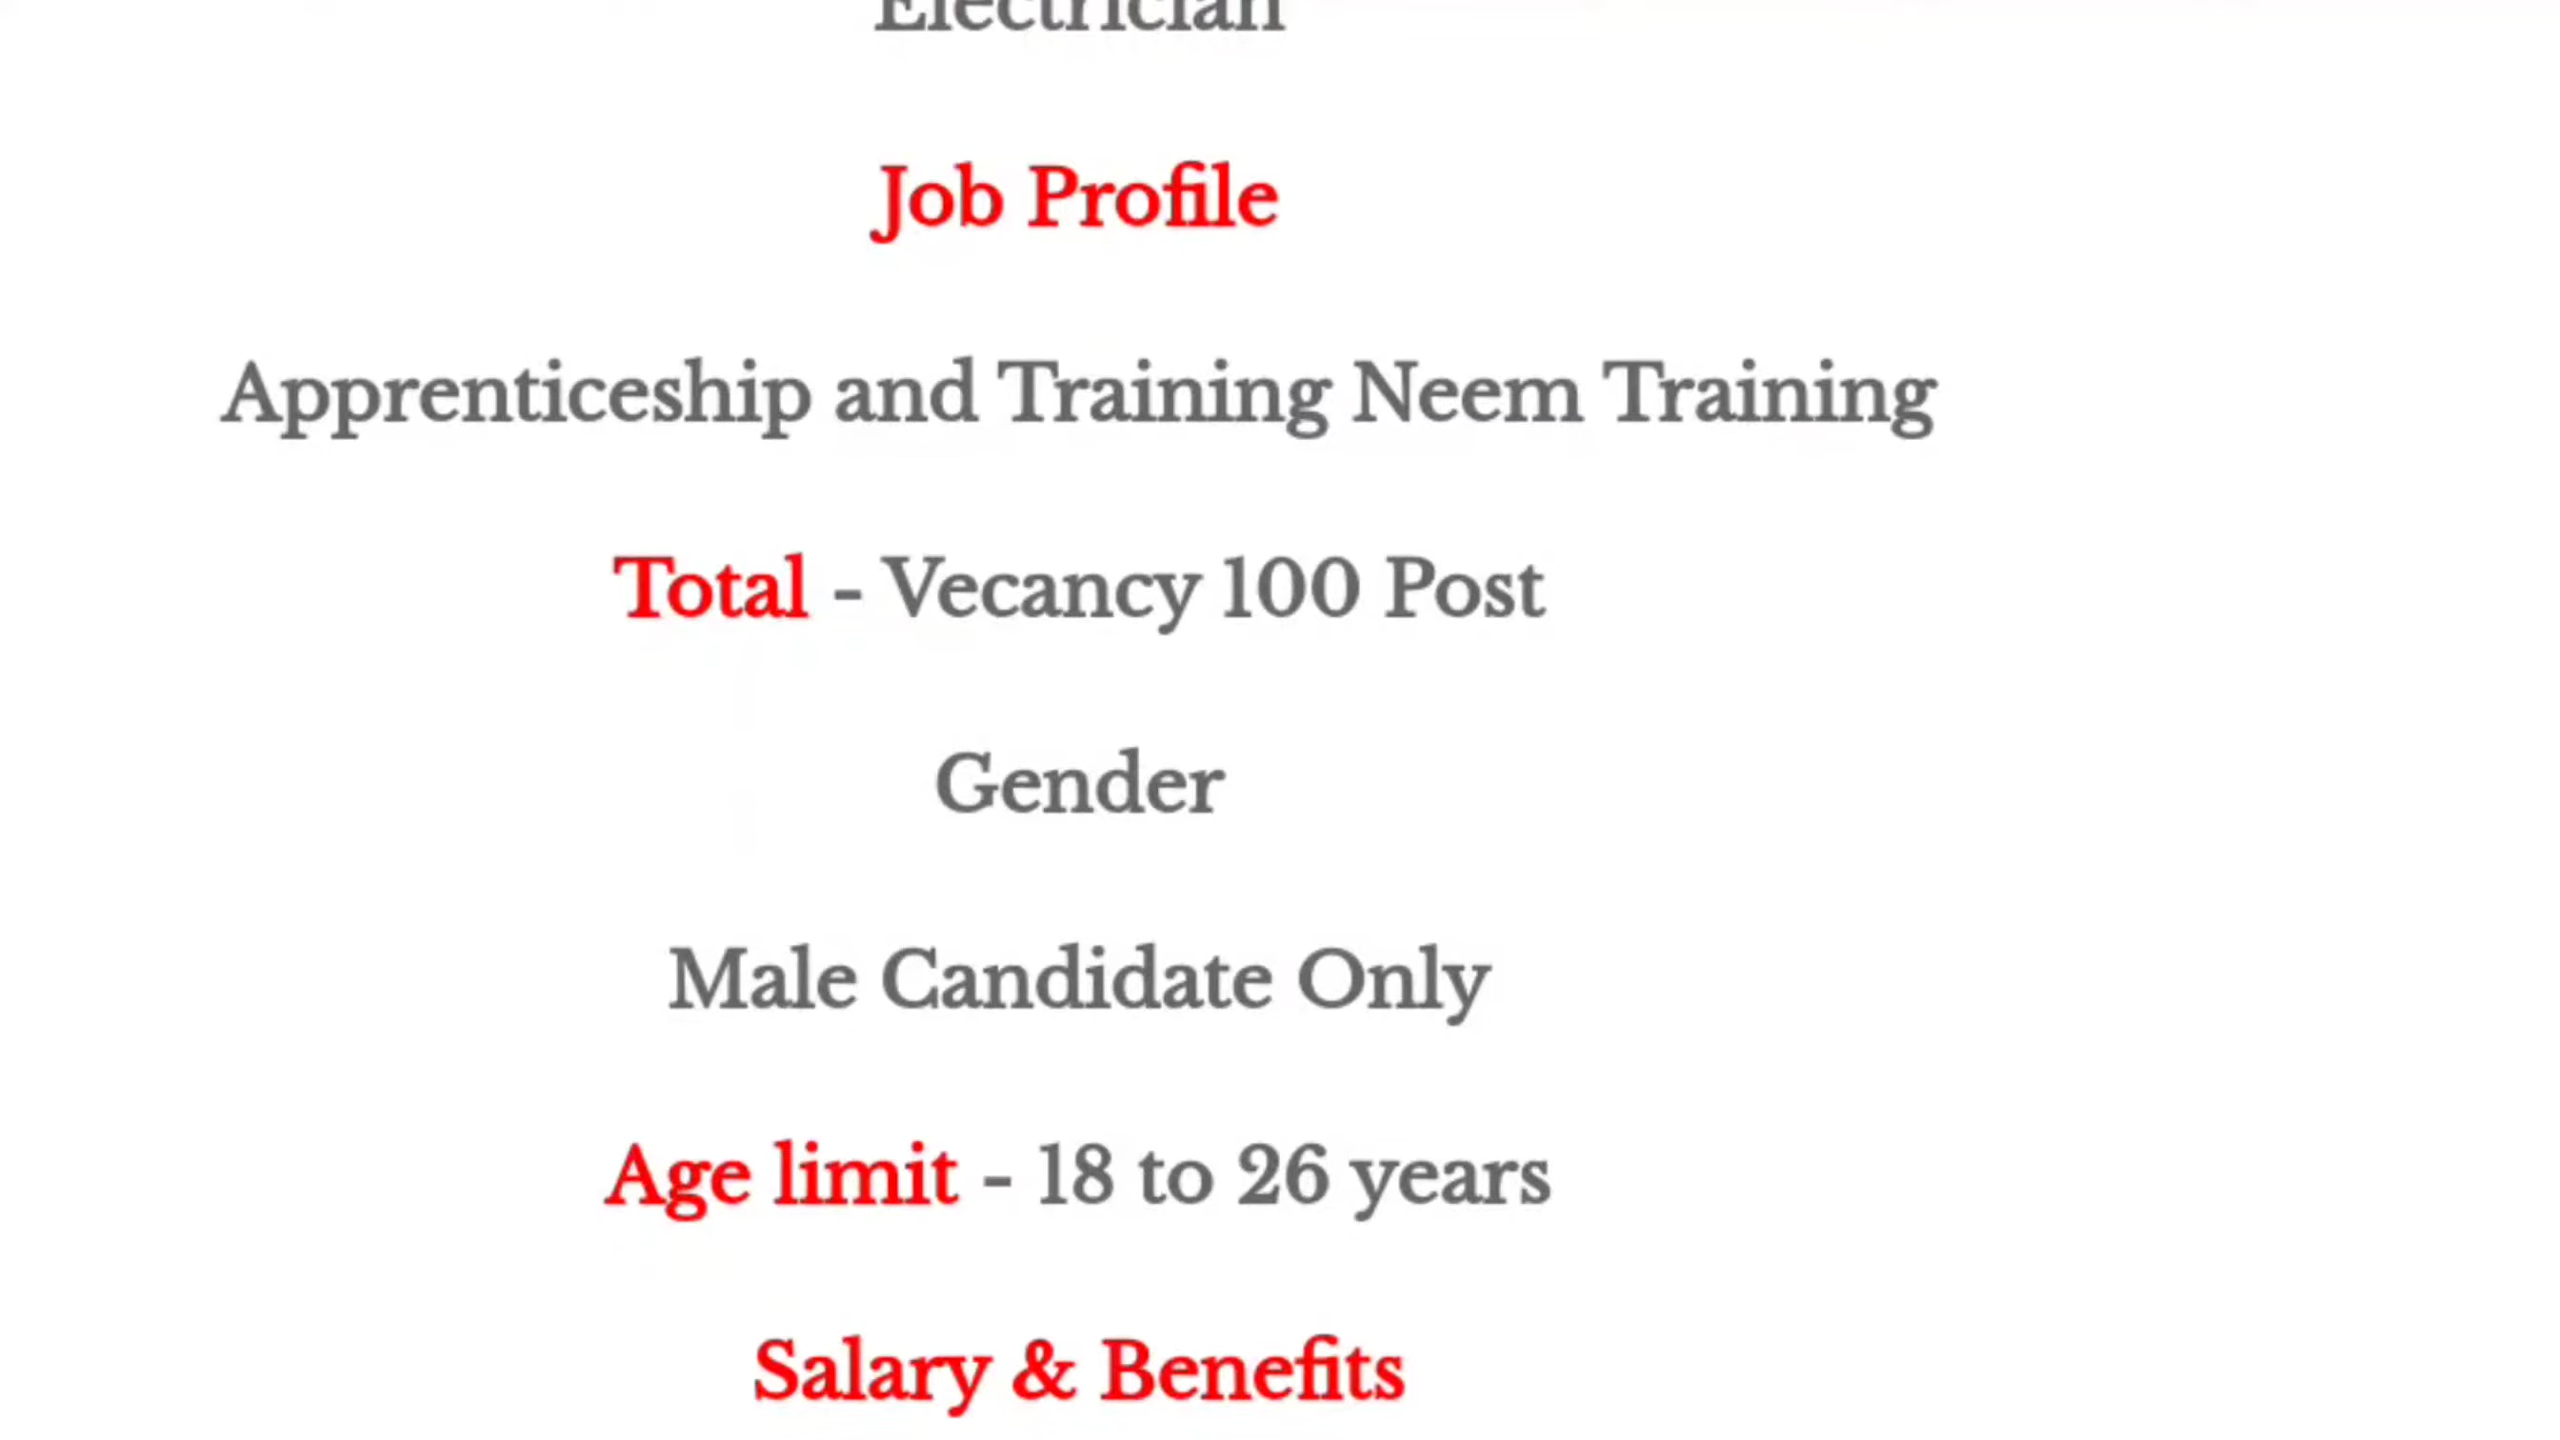 Electrician
Job Profile
Apprenticeship and Training Neem Training
Total - Vecancy 100 Post
Gender
Male Candidate Only
Age limit - 18 to 26 years
Salary & Benefits